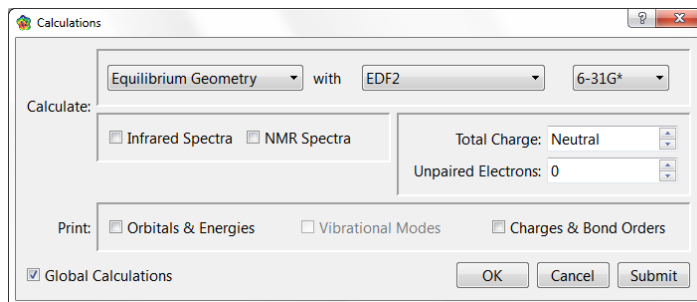 Calculations
Equilibrium Geometry with EDF2 6-31G*
Calculate:
Infrared Spectra NMR Spectra
Total Charge: Neutral
Unpaired Electrons: 0
Print: Orbitals & Energies Vibrational Modes Charges & Bond Orders
Global Calculations OK Cancel Submit